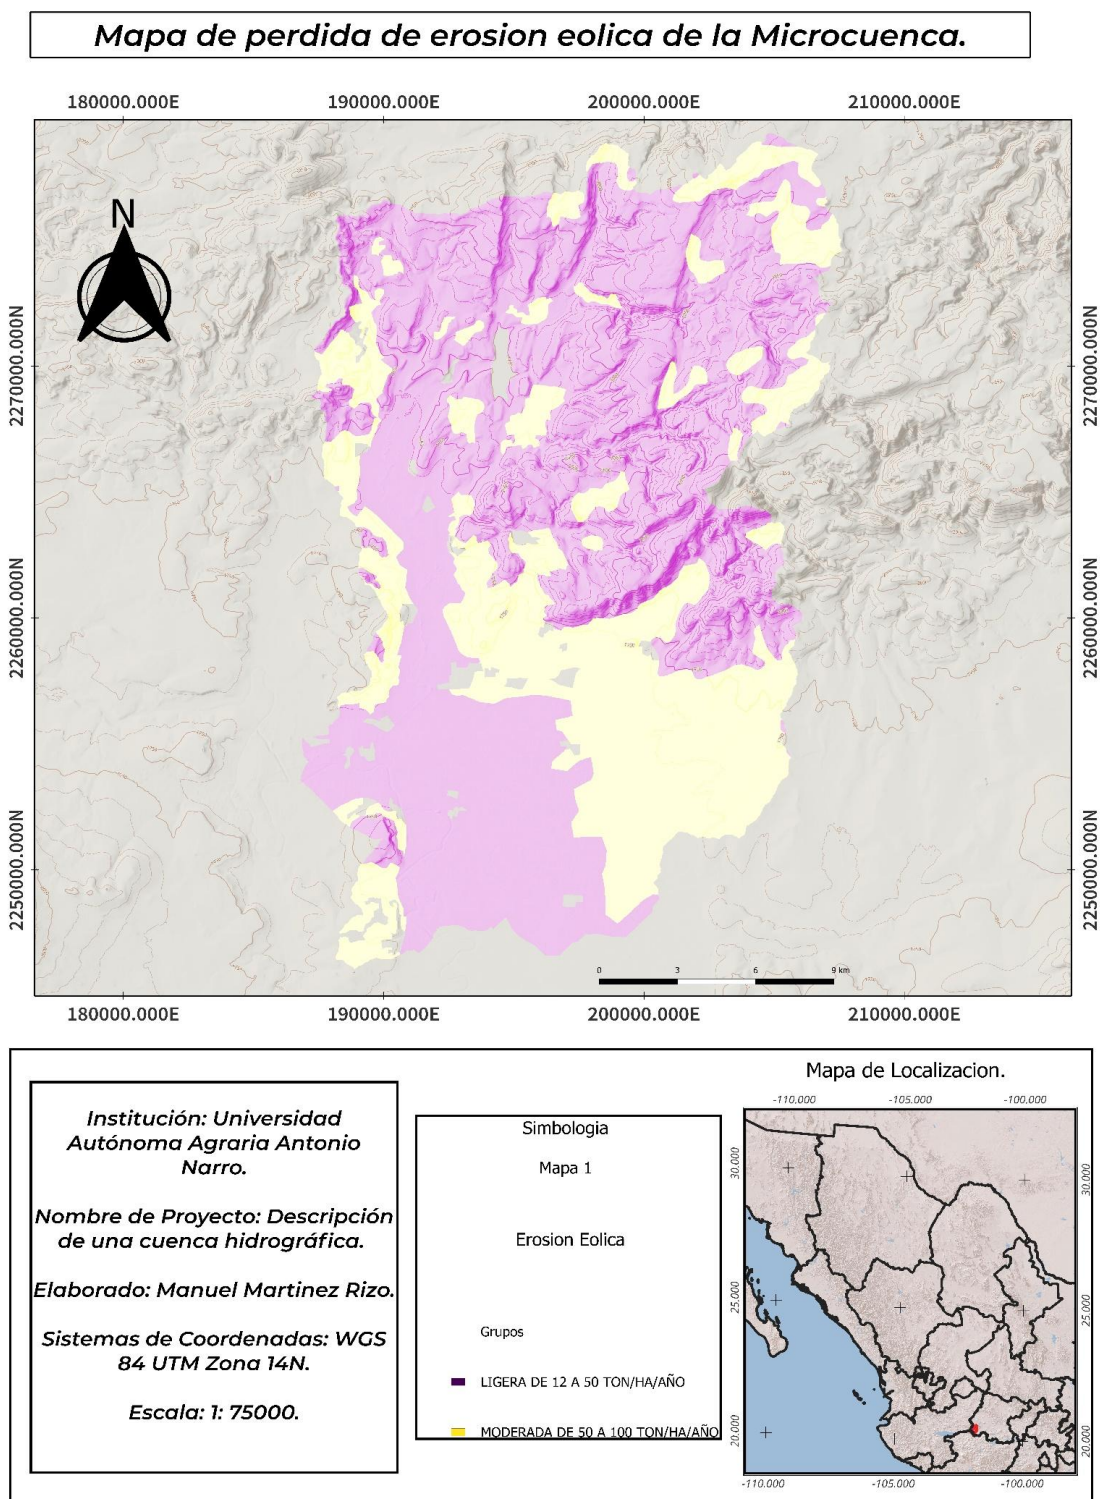 Mapa de perdida de erosion eolica de la Microcuenca.
180000.000E 190000.000E 200000.000E 210000.000E
N
2270000.000N
2260000.000N
2250000.000N
2270000.000N
2260000.000N
2250000.000N
0 3 6 9 km
180000.000E 190000.000E 200000.000E 210000.000E
Institución: Universidad
Autónoma Agraria Antonio
Narro.
Nombre de Proyecto: Descripción
de una cuenca hidrográfica.
Elaborado: Manuel Martinez Rizo.
Sistemas de Coordenadas: WGS
84 UTM Zona 14N.
Escala: 1: 75000.
Simbologia
Mapa 1
Erosion Eolica
Grupos
LIGERA DE 12 A 50 TON/HA/AÑO
MODERADA DE 50 A 100 TON/HA/AÑO
Mapa de Localizacion.
-110.000 -105.000 -100.000
30.000
25.000
20.000
30.000
25.000
20.000
-110.000 -105.000 -100.000